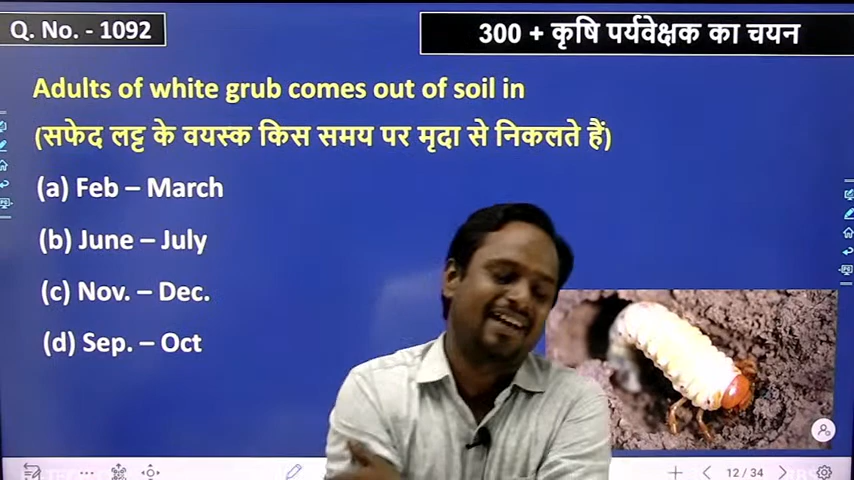 Q. No. - 1092
300 + कृषि पर्यवेक्षक का चयन
Adults of white grub comes out of soil in
(सफेद लट्ट के वयस्क किस समय पर मृदा से निकलते हैं)
(a) Feb – March
(b) June – July
(c) Nov. – Dec.
(d) Sep. – Oct
12 / 34